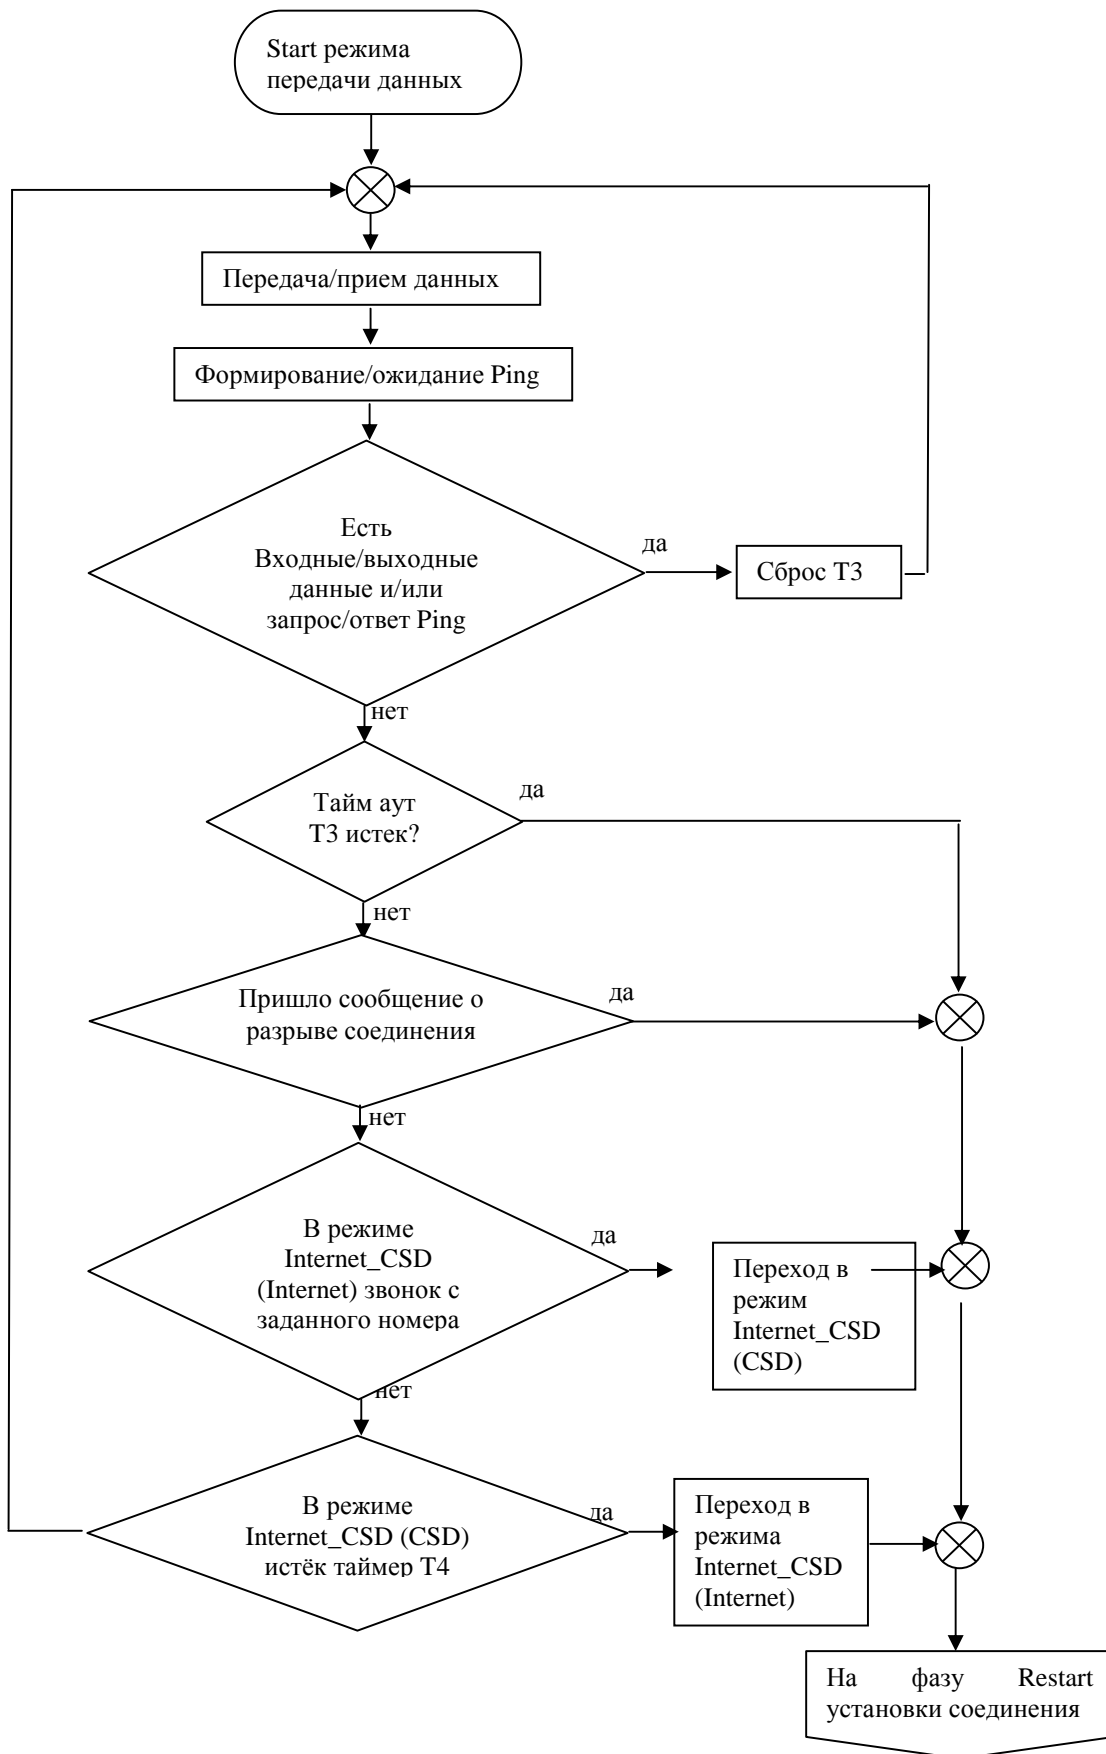 Start режима
передачи данных
Передача/прием данных
Формирование/ожидание Ping
Есть
Входные/выходные
данные и/или
запрос/ответ Ping
да
Сброс T3
нет
Тайм аут
T3 истек?
да
нет
Пришло сообщение о
разрыве соединения
да
нет
В режиме
Internet_CSD
(Internet) звонок с
заданного номера
да
Переход в
режим
Internet_CSD
(CSD)
нет
В режиме
Internet_CSD (CSD)
истёк таймер T4
да
Переход в
режима
Internet_CSD
(Internet)
На фазу Restart
установки соединения